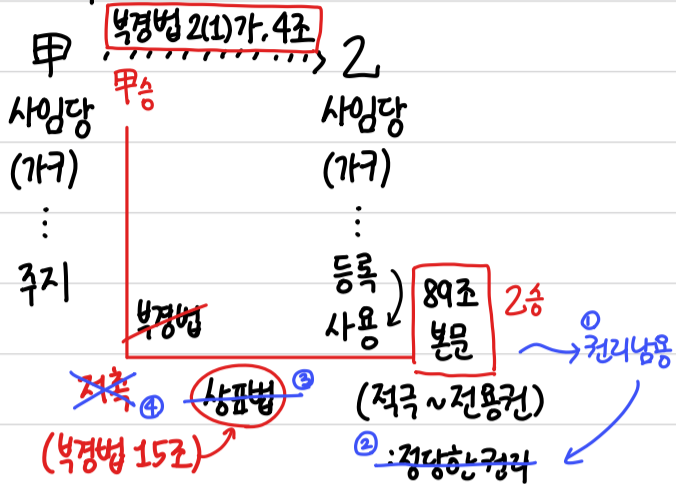 부경법 2(1)가. 4조
甲 乙
甲승
사임당 사임당
(가구) (가구)
주지 등록
사용
89조
본문
乙승
부경법
① 권리남용
저촉 ④ 상표법 ③ (적극 ~ 전용권)
(부경법 15조) ② : 정당한 권리